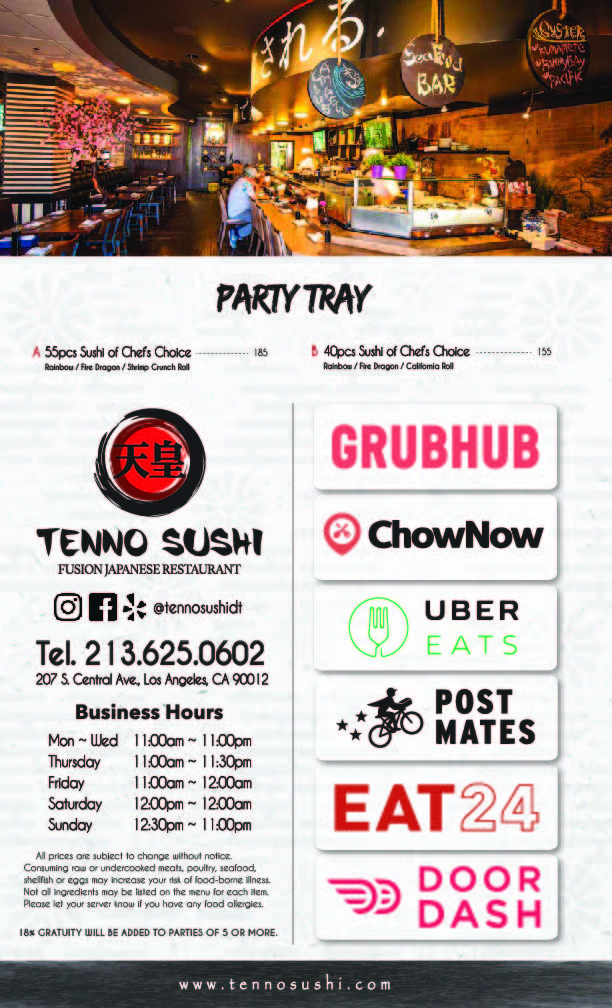 される.
SeaFood
BAR
OYSTER
KUMAMOTO
FANNY BAY
PACIFIC
PARTY TRAY
A 55pcs Sushi of Chef's Choice 185
Rainbow / Fire Dragon / Shrimp Crunch Roll
B 40pcs Sushi of Chef's Choice 155
Rainbow / Fire Dragon / California Roll
天皇
TENNO SUSHI
FUSION JAPANESE RESTAURANT
@tennosushidt
Tel. 213.625.0602
207 S. Central Ave., Los Angeles, CA 90012
Business Hours
Mon ~ Wed 11:00am ~ 11:00pm
Thursday 11:00am ~ 11:30pm
Friday 11:00am ~ 12:00am
Saturday 12:00pm ~ 12:00am
Sunday 12:30pm ~ 11:00pm
All prices are subject to change without notice.
Consuming raw or undercooked meats, poultry, seafood,
shellfish or eggs may increase your risk of food-borne illness.
Not all ingredients may be listed on the menu for each item.
Please let your server know if you have any food allergies.
18% GRATUITY WILL BE ADDED TO PARTIES OF 5 OR MORE.
GRUBHUB
ChowNow
UBER
EATS
POST
MATES
EAT24
DOOR
DASH
www.tennosushi.com